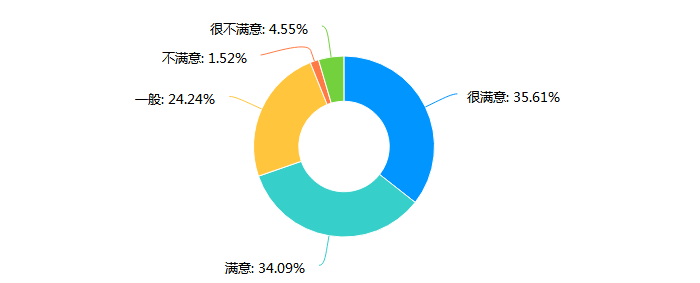 很不满意: 4.55%
不满意: 1.52%
一般: 24.24%
很满意: 35.61%
满意: 34.09%